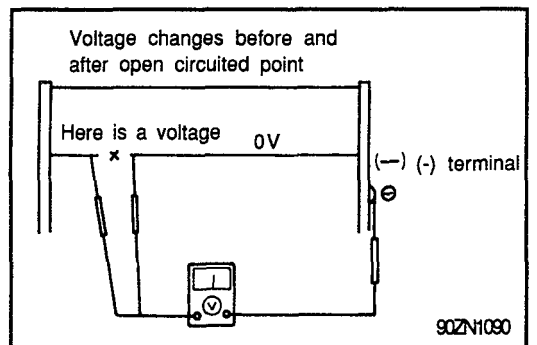 Voltage changes before and
after open circuited point
Here is a voltage
x
0V
(—) (-) terminal
⊖
V
90ZN1090